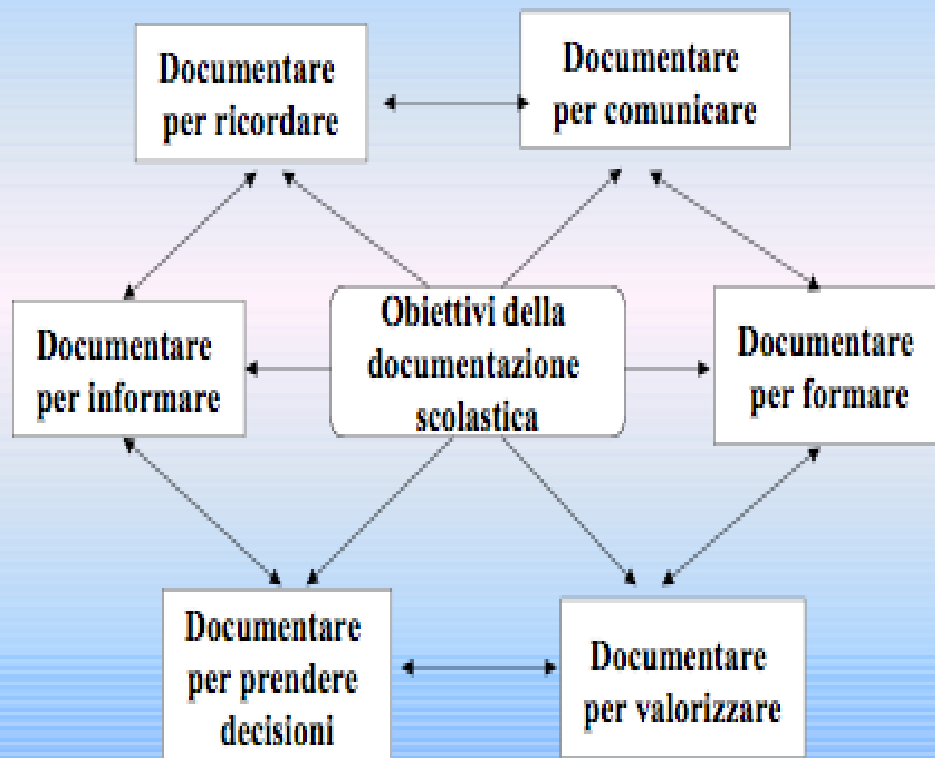 Documentare
per ricordare
Documentare
per comunicare
Documentare
per informare
Obiettivi della
documentazione
scolastica
Documentare
per formare
Documentare
per prendere
decisioni
Documentare
per valorizzare